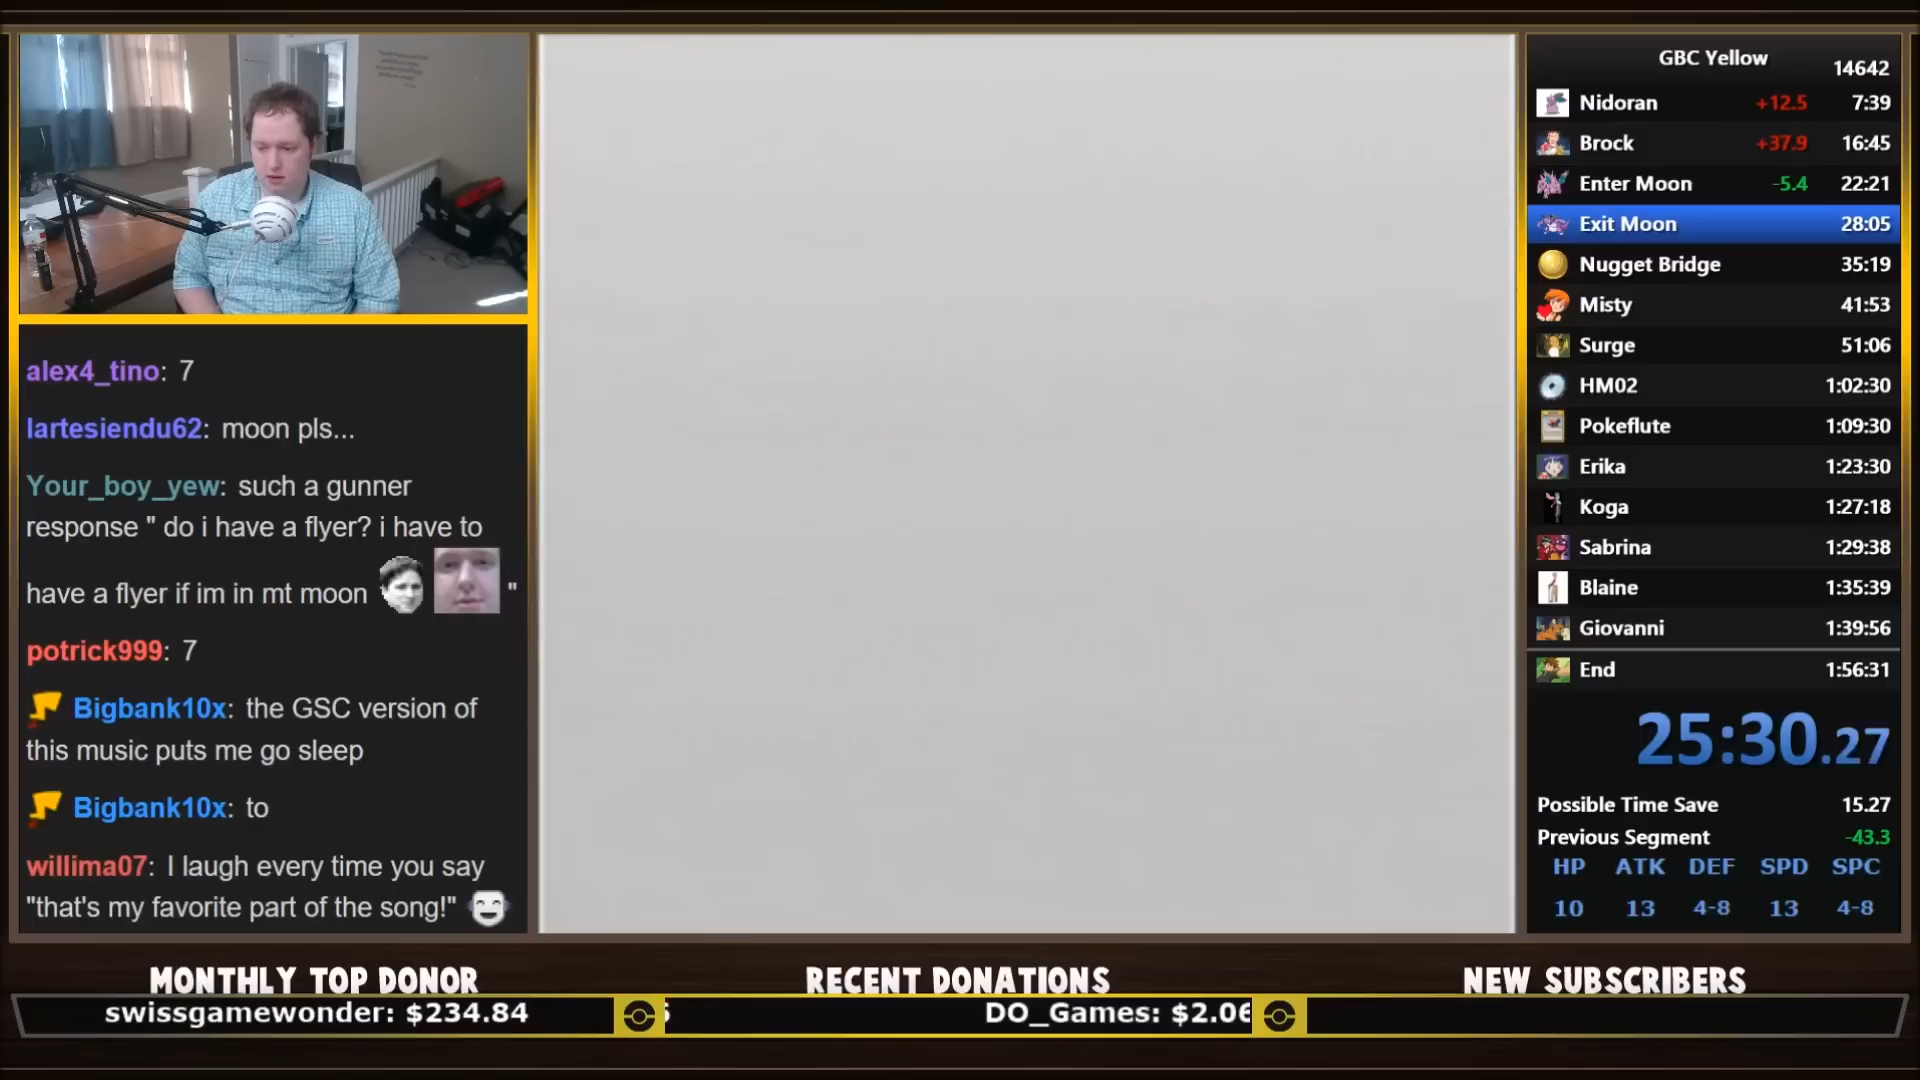 alex4_tino: 7
lartesiendu62: moon pls...
Your_boy_yew: such a gunner
response " do i have a flyer? i have to
have a flyer if im in mt moon "
potrick999: 7
Bigbank10x: the GSC version of
this music puts me go sleep
Bigbank10x: to
willima07: I laugh every time you say
"that's my favorite part of the song!"
GBC Yellow 14642
Nidoran +12.5 7:39
Brock +37.9 16:45
Enter Moon -5.4 22:21
Exit Moon 28:05
Nugget Bridge 35:19
Misty 41:53
Surge 51:06
HM02 1:02:30
Pokeflute 1:09:30
Erika 1:23:30
Koga 1:27:18
Sabrina 1:29:38
Blaine 1:35:39
Giovanni 1:39:56
End 1:56:31
25:30.27
Possible Time Save 15.27
Previous Segment -43.3
HP ATK DEF SPD SPC
10 13 4-8 13 4-8
MONTHLY TOP DONOR
swissgamewonder: $234.84
RECENT DONATIONS
DO_Games: $2.06
NEW SUBSCRIBERS